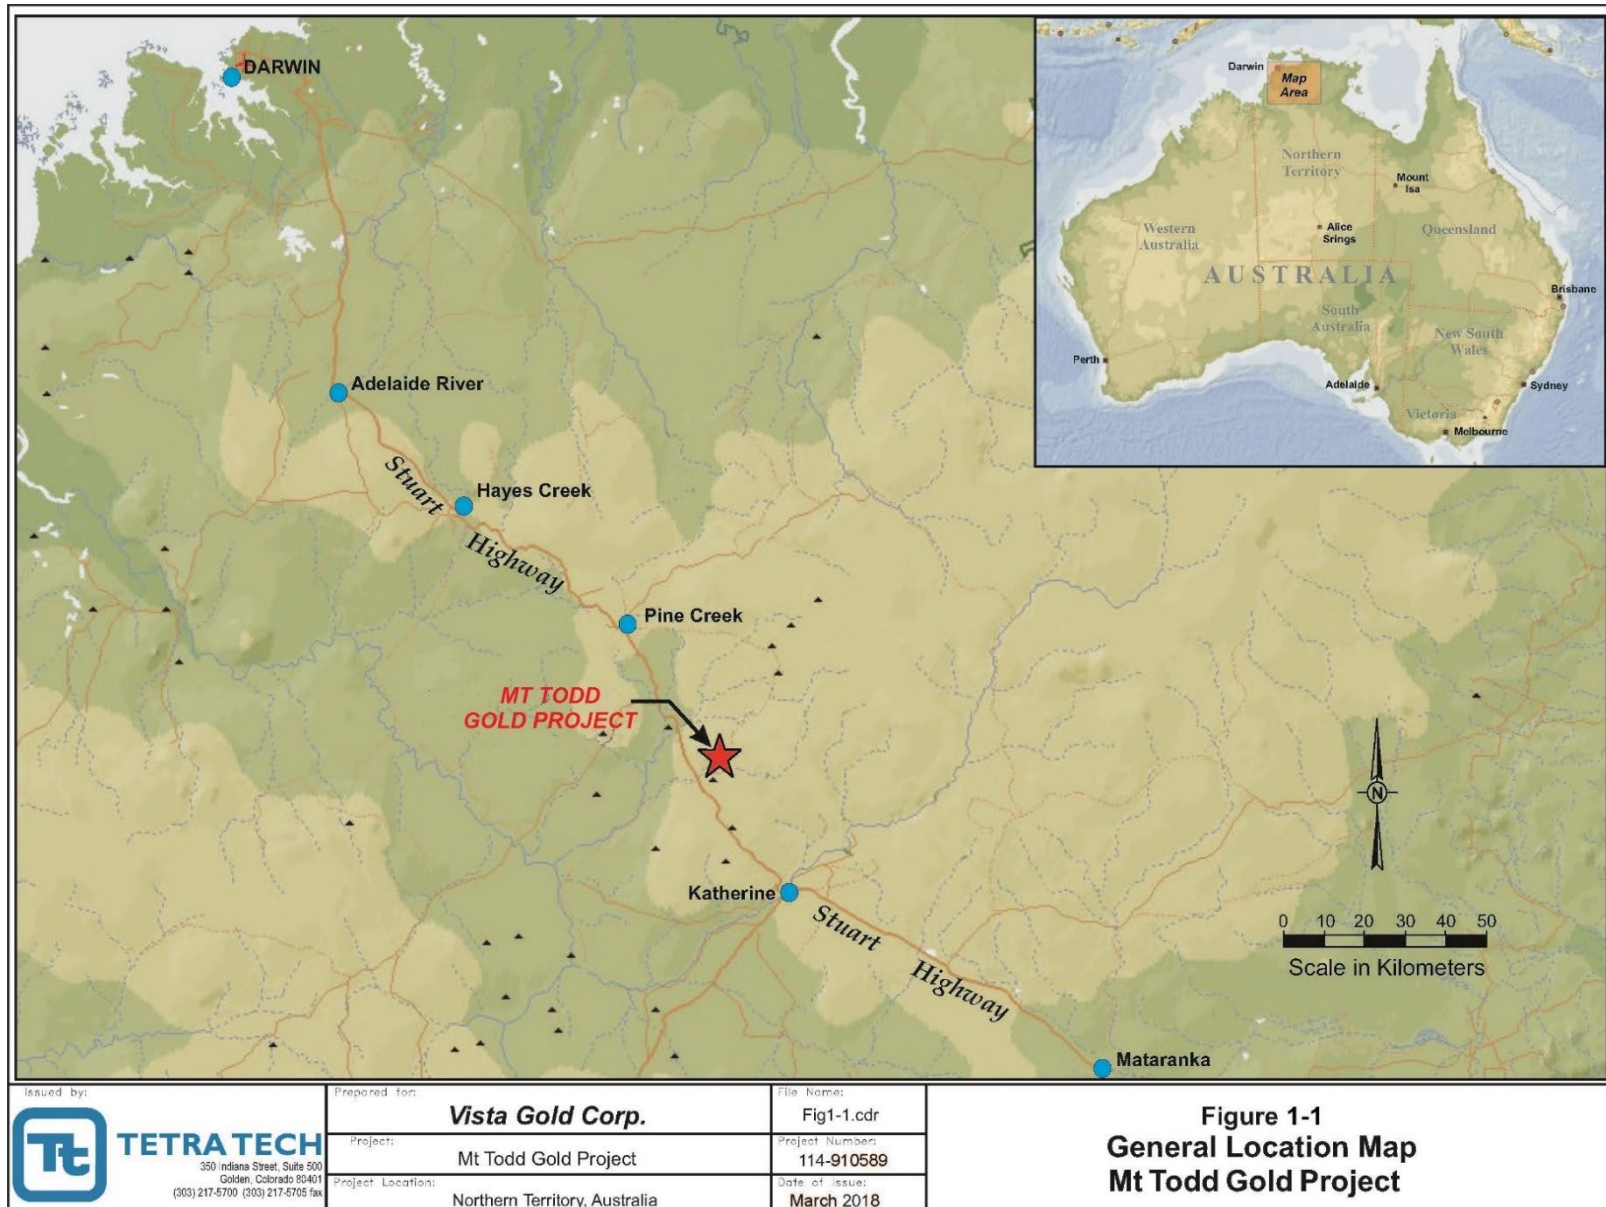 DARWIN
Adelaide River
Stuart
Highway
Hayes Creek
Pine Creek
MT TODD
GOLD PROJECT
Katherine
Stuart
Highway
Mataranka
Darwin
Map
Area
Northern
Territory
Mount
Isa
Western
Australia
Alice
Srings
Queensland
AUSTRALIA
South
Australia
Brisbane
New South
Wales
Perth
Adelaide
Sydney
Victoria
Melbourne
N
0 10 20 30 40 50
Scale in Kilometers
Issued by:
Tt
TETRA TECH
350 Indiana Street, Suite 500
Golden, Colorado 80401
(303) 217-5700 (303) 217-5705 fax
Prepared for:
Vista Gold Corp.
Project:
Mt Todd Gold Project
Project Location:
Northern Territory, Australia
File Name:
Fig1-1.cdr
Project Number:
114-910589
Date of Issue:
March 2018
Figure 1-1
General Location Map
Mt Todd Gold Project